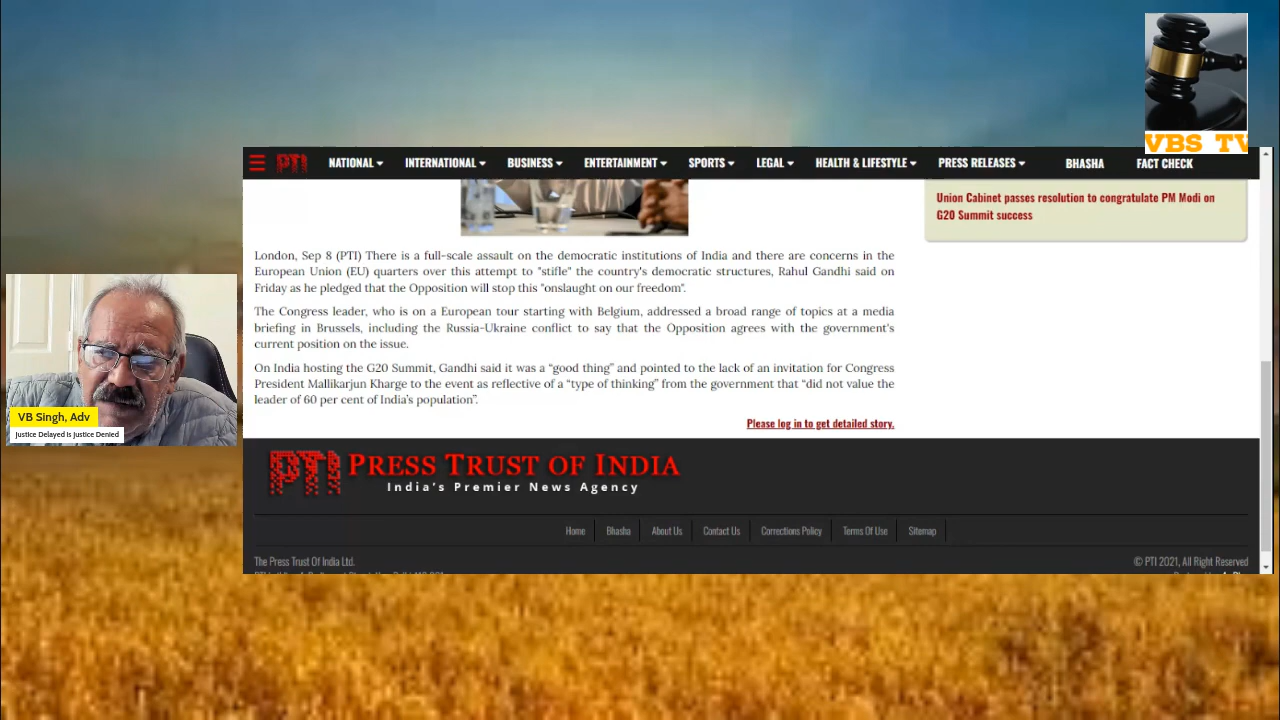 VBS TV
PTI NATIONAL INTERNATIONAL BUSINESS ENTERTAINMENT SPORTS LEGAL HEALTH & LIFESTYLE PRESS RELEASES BHASHA FACT CHECK
Union Cabinet passes resolution to congratulate PM Modi on
G20 Summit success
London, Sep 8 (PTI) There is a full-scale assault on the democratic institutions of India and there are concerns in the
European Union (EU) quarters over this attempt to "stifle" the country's democratic structures, Rahul Gandhi said on
Friday as he pledged that the Opposition will stop this "onslaught on our freedom".
The Congress leader, who is on a European tour starting with Belgium, addressed a broad range of topics at a media
briefing in Brussels, including the Russia-Ukraine conflict to say that the Opposition agrees with the government's
current position on the issue.
On India hosting the G20 Summit, Gandhi said it was a “good thing” and pointed to the lack of an invitation for Congress
President Mallikarjun Kharge to the event as reflective of a “type of thinking” from the government that “did not value the
leader of 60 per cent of India’s population”.
Please log in to get detailed story.
VB Singh, Adv
Justice Delayed is Justice Denied
PTI PRESS TRUST OF INDIA
India's Premier News Agency
Home Bhasha About Us Contact Us Corrections Policy Terms Of Use Sitemap
The Press Trust Of India Ltd.
© PTI 2021, All Right Reserved